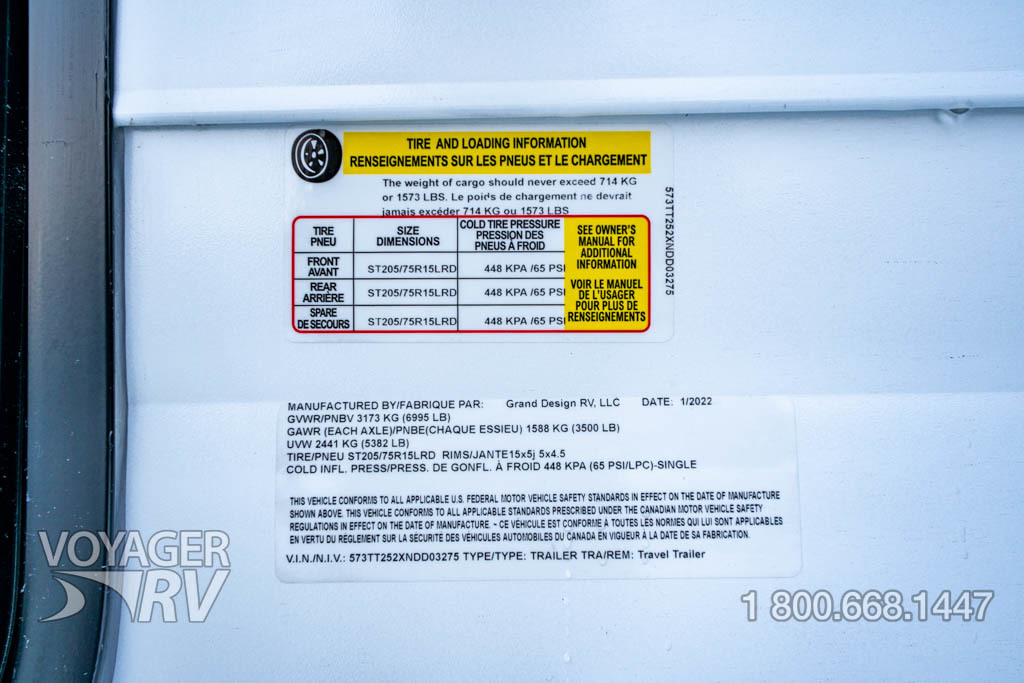 TIRE AND LOADING INFORMATION
RENSEIGNEMENTS SUR LES PNEUS ET LE CHARGEMENT
The weight of cargo should never exceed 714 KG
or 1573 LBS. Le poids de chargement ne devrait
jamais excéder 714 KG ou 1573 LBS
TIRE
PNEU
SIZE
DIMENSIONS
COLD TIRE PRESSURE
PRESSION DES
PNEUS À FROID
FRONT
AVANT
ST205/75R15LRD
448 KPA /65 PSI
REAR
ARRIÈRE
ST205/75R15LRD
448 KPA /65 PSI
SPARE
DE SECOURS
ST205/75R15LRD
448 KPA /65 PSI
SEE OWNER'S
MANUAL FOR
ADDITIONAL
INFORMATION
VOIR LE MANUEL
DE L'USAGER
POUR PLUS DE
RENSEIGNEMENTS
573TT252XNDD03275
MANUFACTURED BY/FABRIQUE PAR: Grand Design RV, LLC DATE: 1/2022
GVWR/PNBV 3173 KG (6995 LB)
GAWR (EACH AXLE)/PNBE(CHAQUE ESSIEU) 1588 KG (3500 LB)
UVW 2441 KG (5382 LB)
TIRE/PNEU ST205/75R15LRD RIMS/JANTE15x5j 5x4.5
COLD INFL. PRESS/PRESS. DE GONFL. À FROID 448 KPA (65 PSI/LPC)-SINGLE
THIS VEHICLE CONFORMS TO ALL APPLICABLE U.S. FEDERAL MOTOR VEHICLE SAFETY STANDARDS IN EFFECT ON THE DATE OF MANUFACTURE
SHOWN ABOVE. THIS VEHICLE CONFORMS TO ALL APPLICABLE STANDARDS PRESCRIBED UNDER THE CANADIAN MOTOR VEHICLE SAFETY
REGULATIONS IN EFFECT ON THE DATE OF MANUFACTURE. - CE VÉHICULE EST CONFORME À TOUTES LES NORMES QUI LUI SONT APPLICABLES
EN VERTU DU RÉGLEMENT SUR LA SÉCURITÉ DES VÉHICULES AUTOMOBILES DU CANADA EN VIGUEUR À LA DATE DE SA FABRICATION.
V.I.N./N.I.V.: 573TT252XNDD03275 TYPE/TYPE: TRAILER TRA/REM: Travel Trailer
VOYAGER
RV
1 800.668.1447